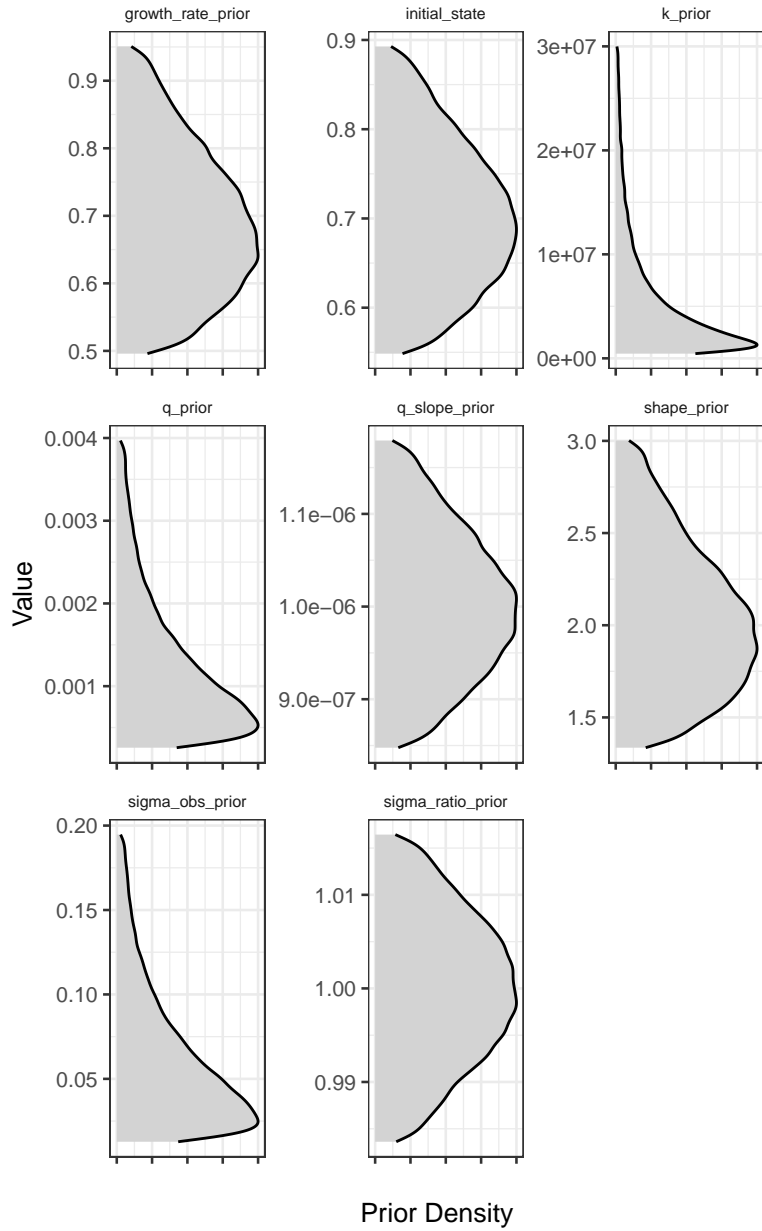 growth_rate_prior
initial_state
k_prior
0.9
0.8
0.7
0.6
0.5
0.9
0.8
0.7
0.6
3e+07
2e+07
1e+07
0e+00
q_prior
q_slope_prior
shape_prior
0.004
0.003
0.002
0.001
1.1e−06
1.0e−06
9.0e−07
3.0
2.5
2.0
1.5
Value
sigma_obs_prior
sigma_ratio_prior
0.20
0.15
0.10
0.05
1.01
1.00
0.99
Prior Density